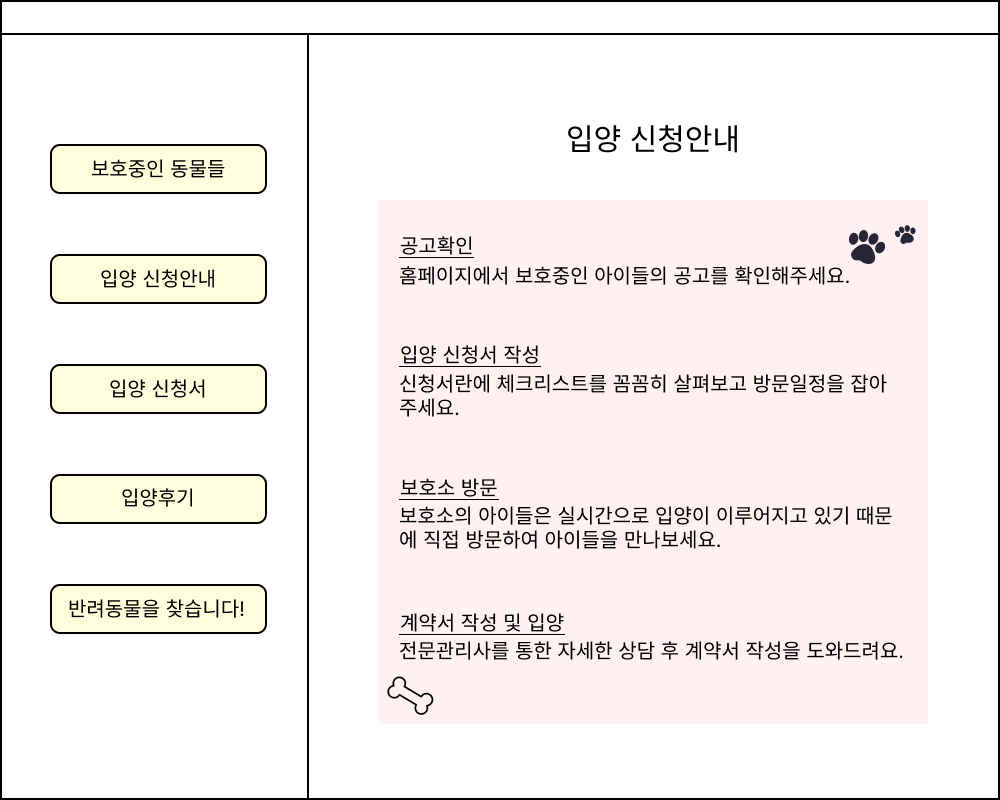 보호중인 동물들
입양 신청안내
입양 신청서
입양후기
반려동물을 찾습니다!
입양 신청안내
공고확인
홈페이지에서 보호중인 아이들의 공고를 확인해주세요.
입양 신청서 작성
신청서란에 체크리스트를 꼼꼼히 살펴보고 방문일정을 잡아
주세요.
보호소 방문
보호소의 아이들은 실시간으로 입양이 이루어지고 있기 때문
에 직접 방문하여 아이들을 만나보세요.
계약서 작성 및 입양
전문관리사를 통한 자세한 상담 후 계약서 작성을 도와드려요.